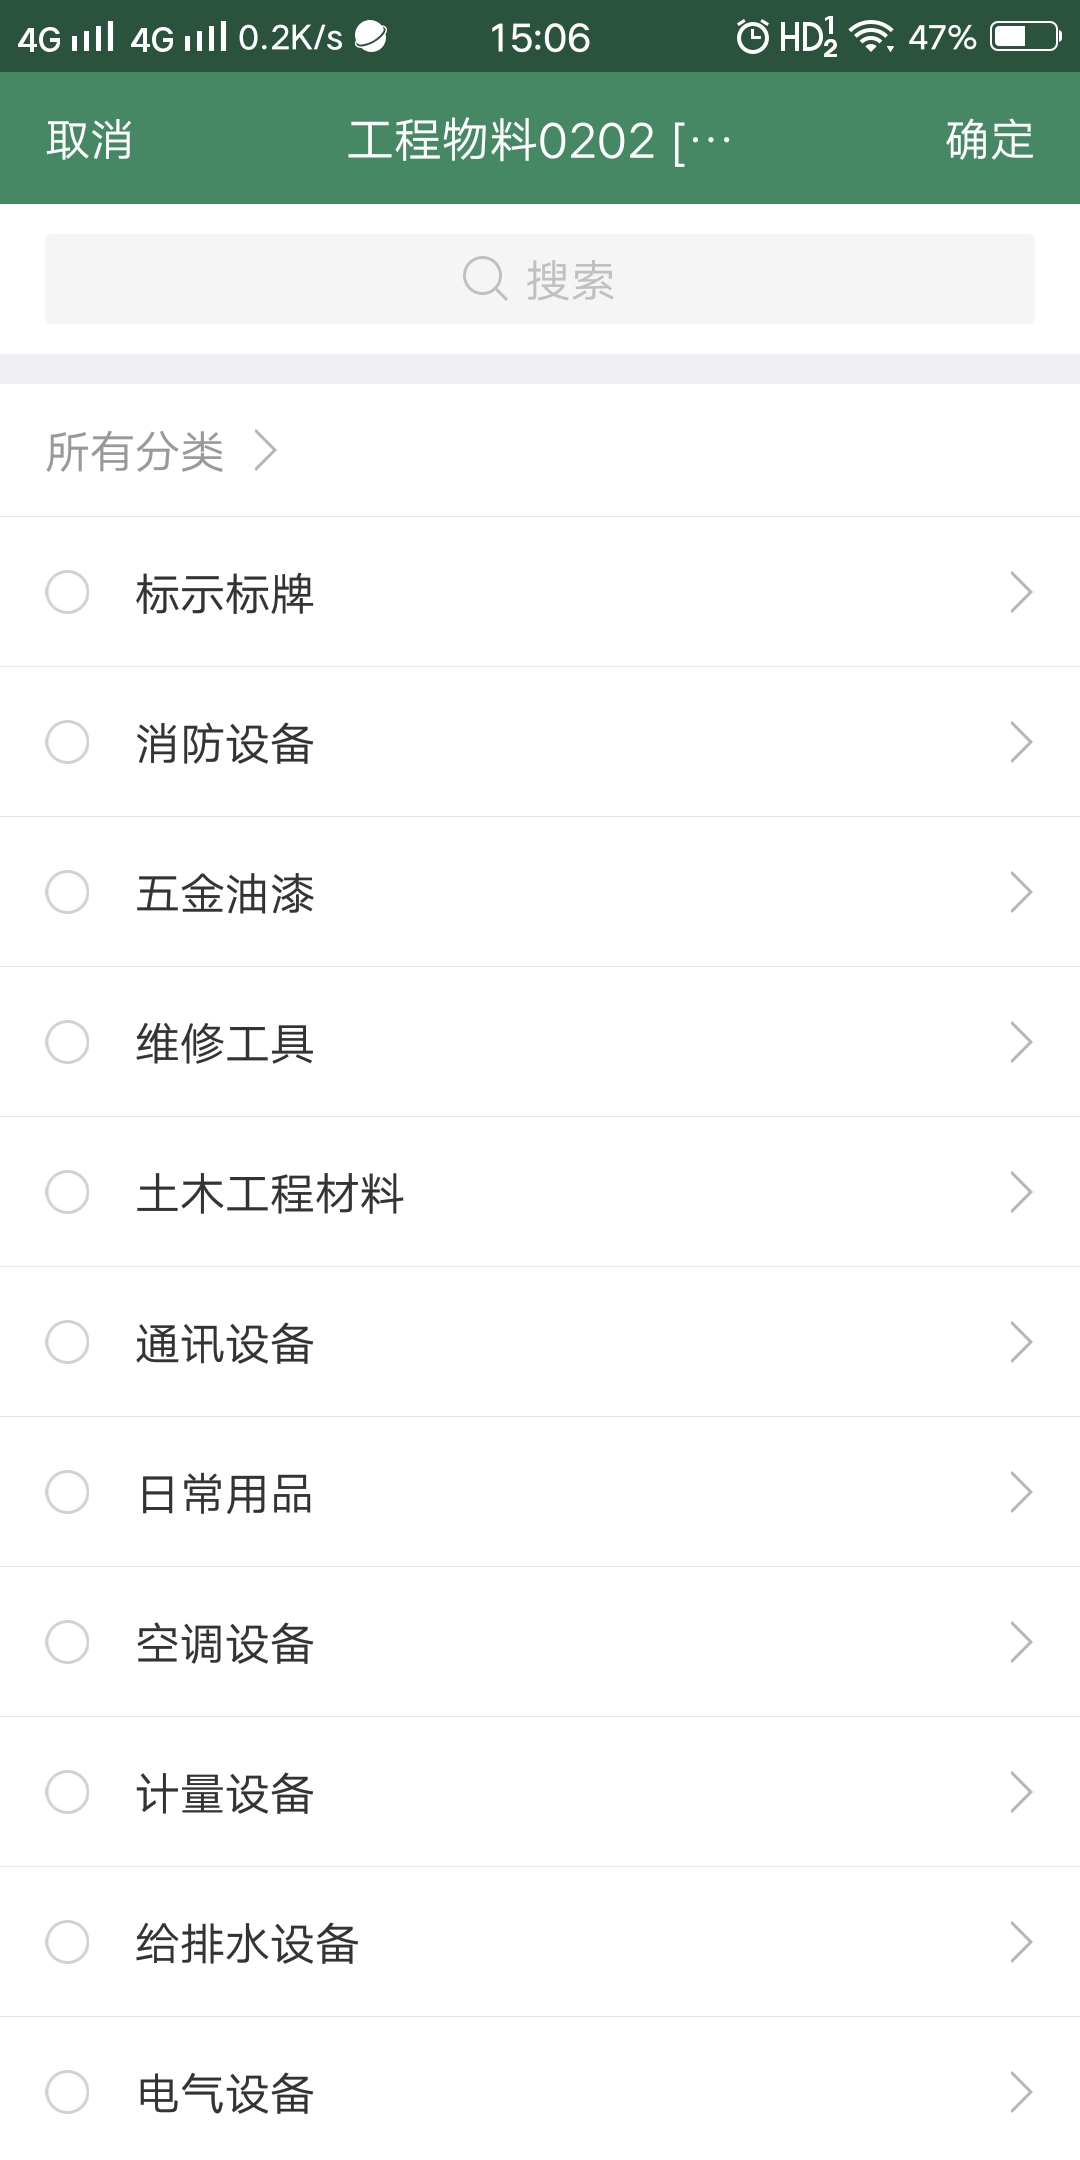 4G 4G 0.2K/s 15:06 HD 1 2 47%
取消 工程物料0202 [… 确定
搜索
所有分类
标示标牌
消防设备
五金油漆
维修工具
土木工程材料
通讯设备
日常用品
空调设备
计量设备
给排水设备
电气设备